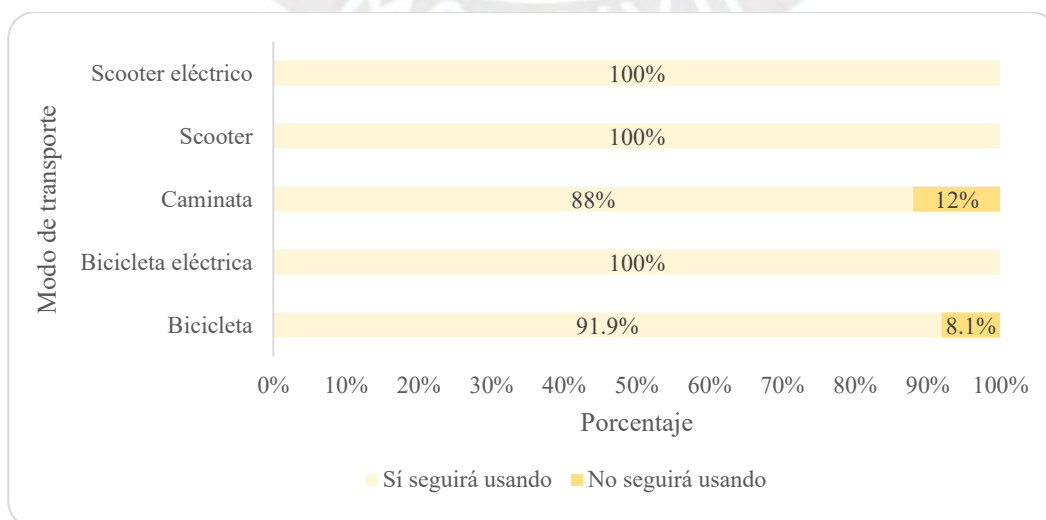 Modo de transporte
Scooter eléctrico
100%
Scooter
100%
Caminata
88%
12%
Bicicleta eléctrica
100%
Bicicleta
91.9%
8.1%
0% 10% 20% 30% 40% 50% 60% 70% 80% 90% 100%
Porcentaje
Sí seguirá usando No seguirá usando